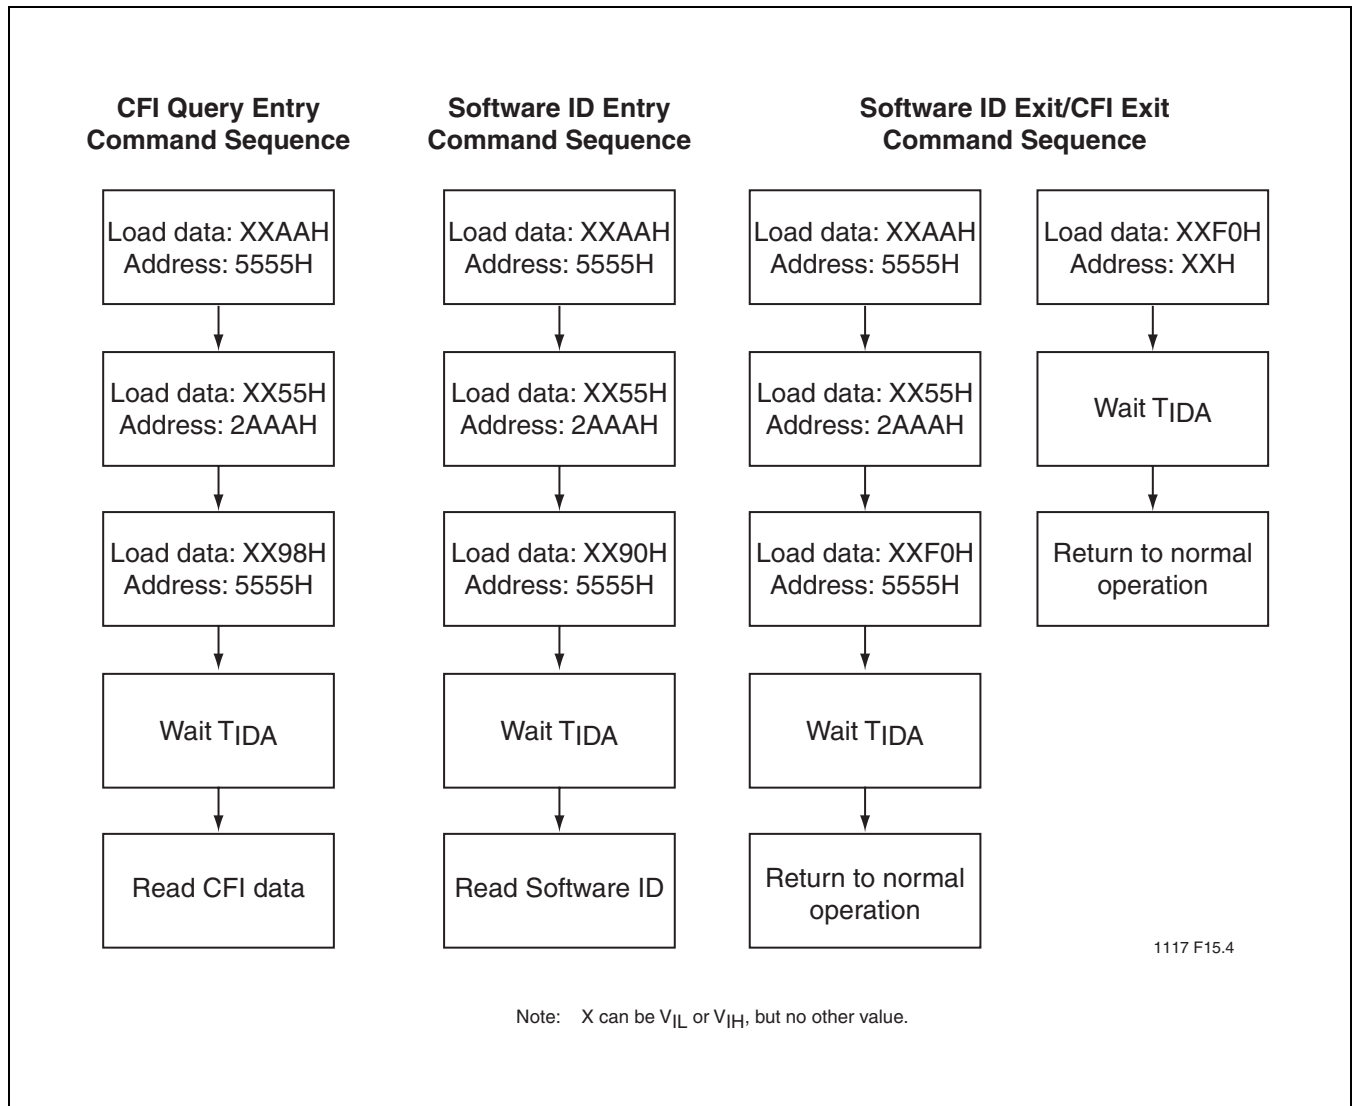 CFI Query Entry
Command Sequence
Load data: XXAAH
Address: 5555H
Load data: XX55H
Address: 2AAAH
Load data: XX98H
Address: 5555H
Wait TIDA
Read CFI data
Software ID Entry
Command Sequence
Load data: XXAAH
Address: 5555H
Load data: XX55H
Address: 2AAAH
Load data: XX90H
Address: 5555H
Wait TIDA
Read Software ID
Software ID Exit/CFI Exit
Command Sequence
Load data: XXAAH
Address: 5555H
Load data: XX55H
Address: 2AAAH
Load data: XXF0H
Address: 5555H
Wait TIDA
Return to normal
operation
Load data: XXF0H
Address: XXH
Wait TIDA
Return to normal
operation
1117 F15.4
Note: X can be VIL or VIH, but no other value.